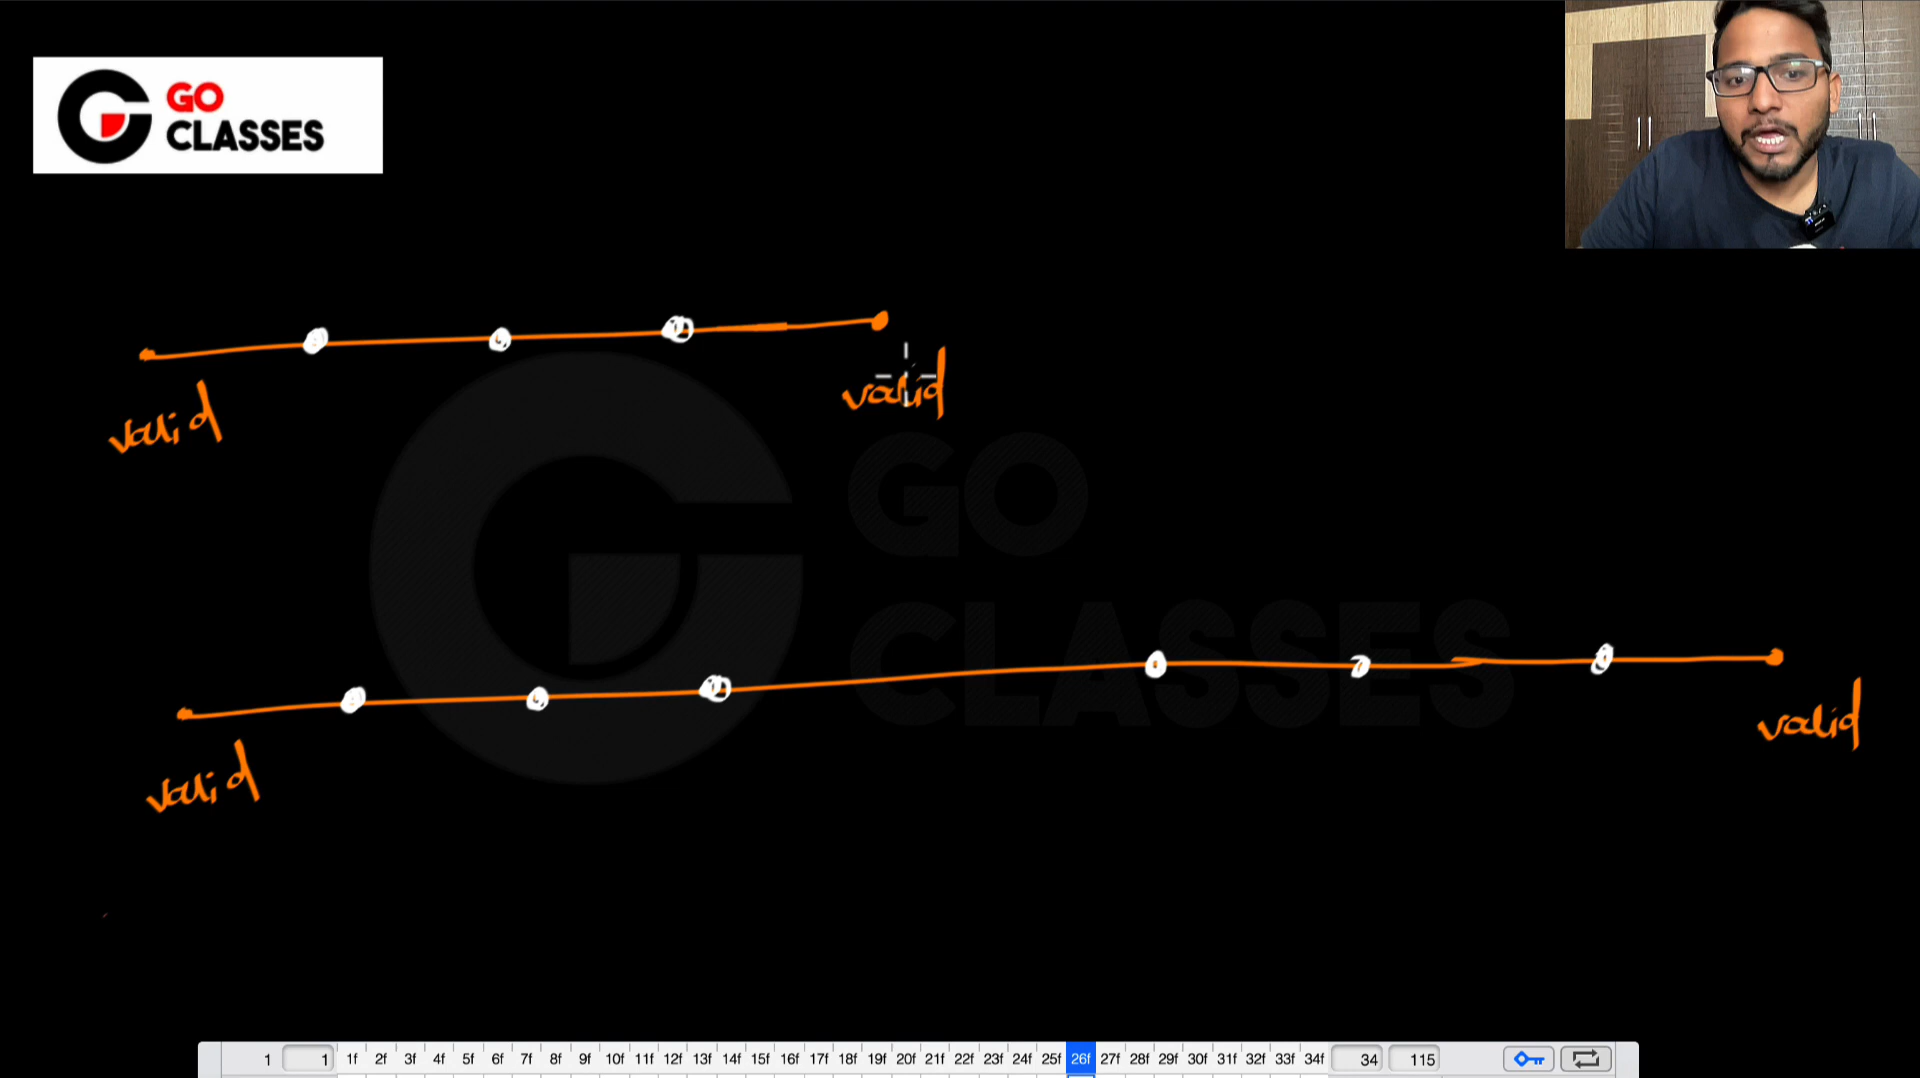 GO
CLASSES
valid
valid
GO
CLASSES
valid
valid
1 1 1f 2f 3f 4f 5f 6f 7f 8f 9f 10f 11f 12f 13f 14f 15f 16f 17f 18f 19f 20f 21f 22f 23f 24f 25f 26f 27f 28f 29f 30f 31f 32f 33f 34f 34 115